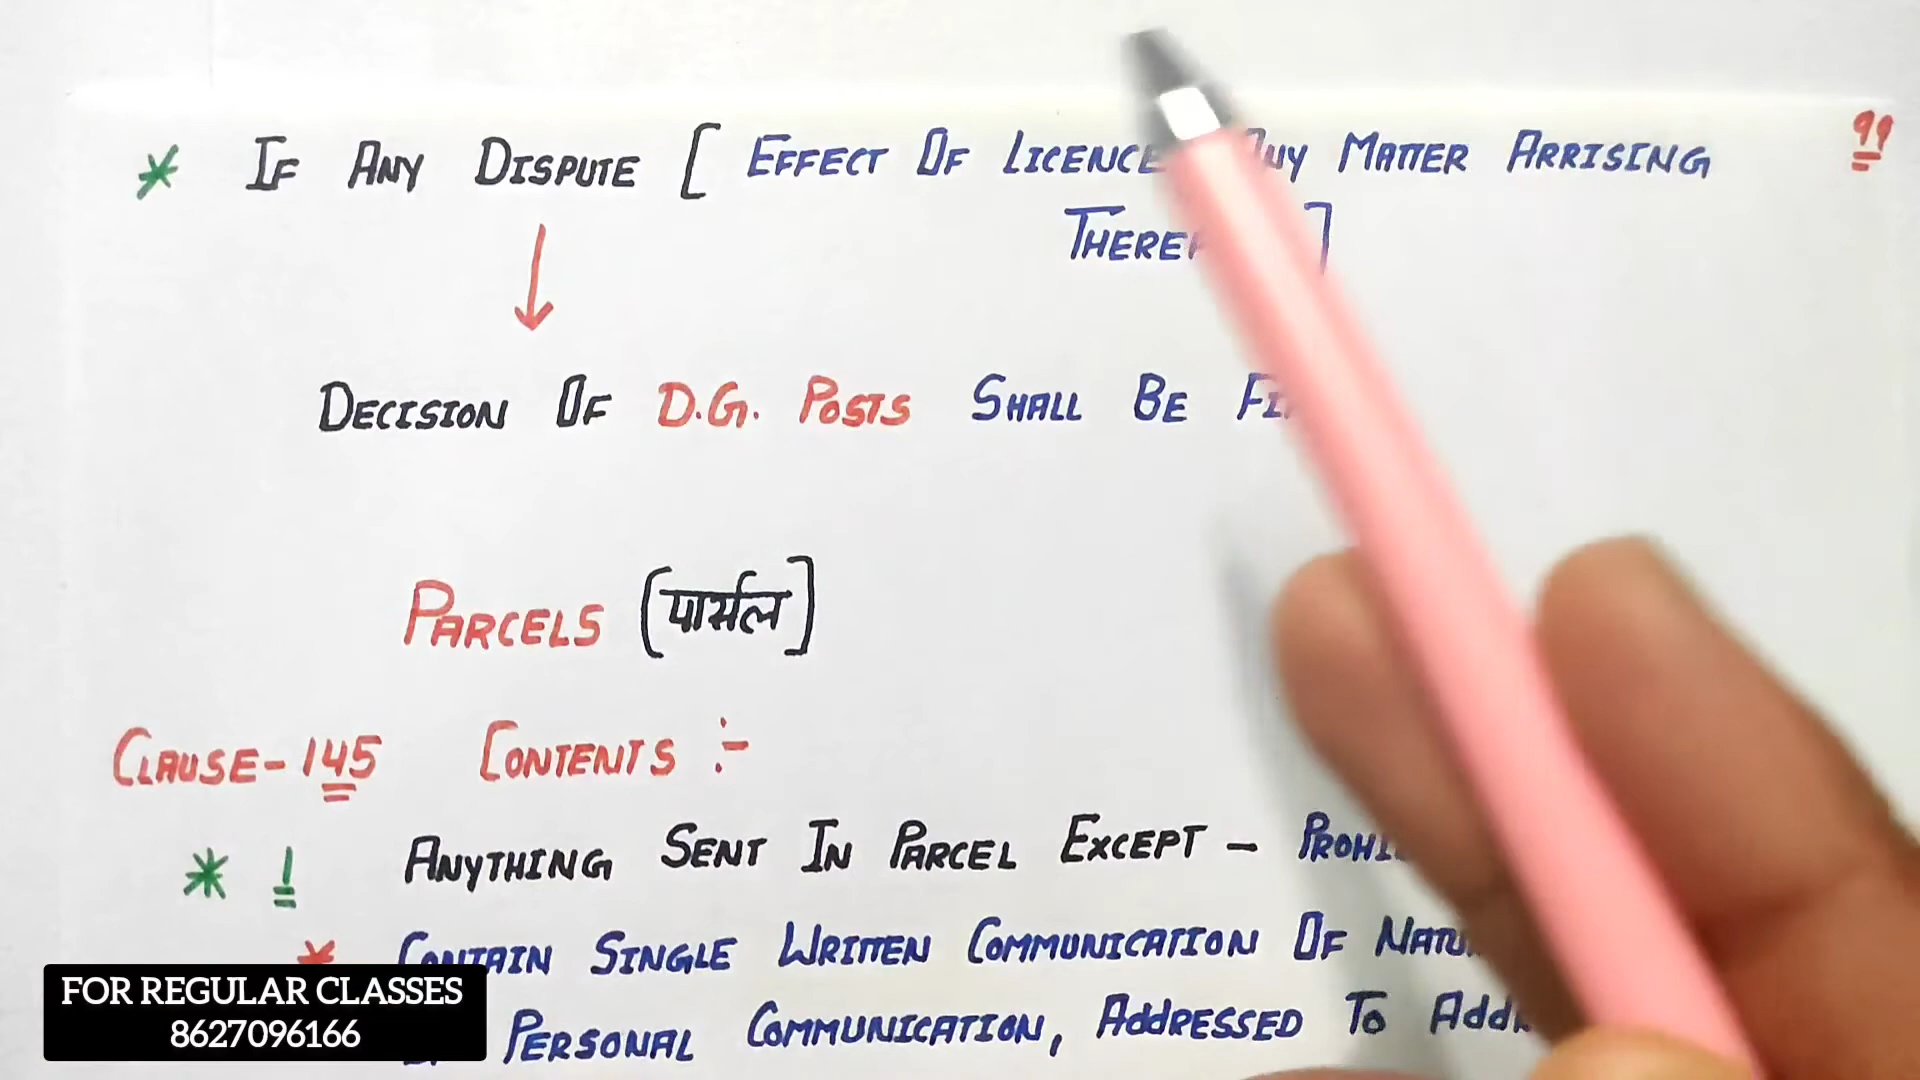 * IF ANY DISPUTE [ EFFECT OF LICENCE MATTER ARRISING
99
]
DECISION OF D.G. POSTS SHALL BE
PARCELS (पार्सल]
CLAUSE-145 CONTENTS :-
* 1 ANYTHING SENT IN PARCEL EXCEPT -
* CONTAIN SINGLE WRITTEN COMMUNICATION OF
PERSONAL COMMUNICATION, ADDRESSED TO
FOR REGULAR CLASSES
8627096166